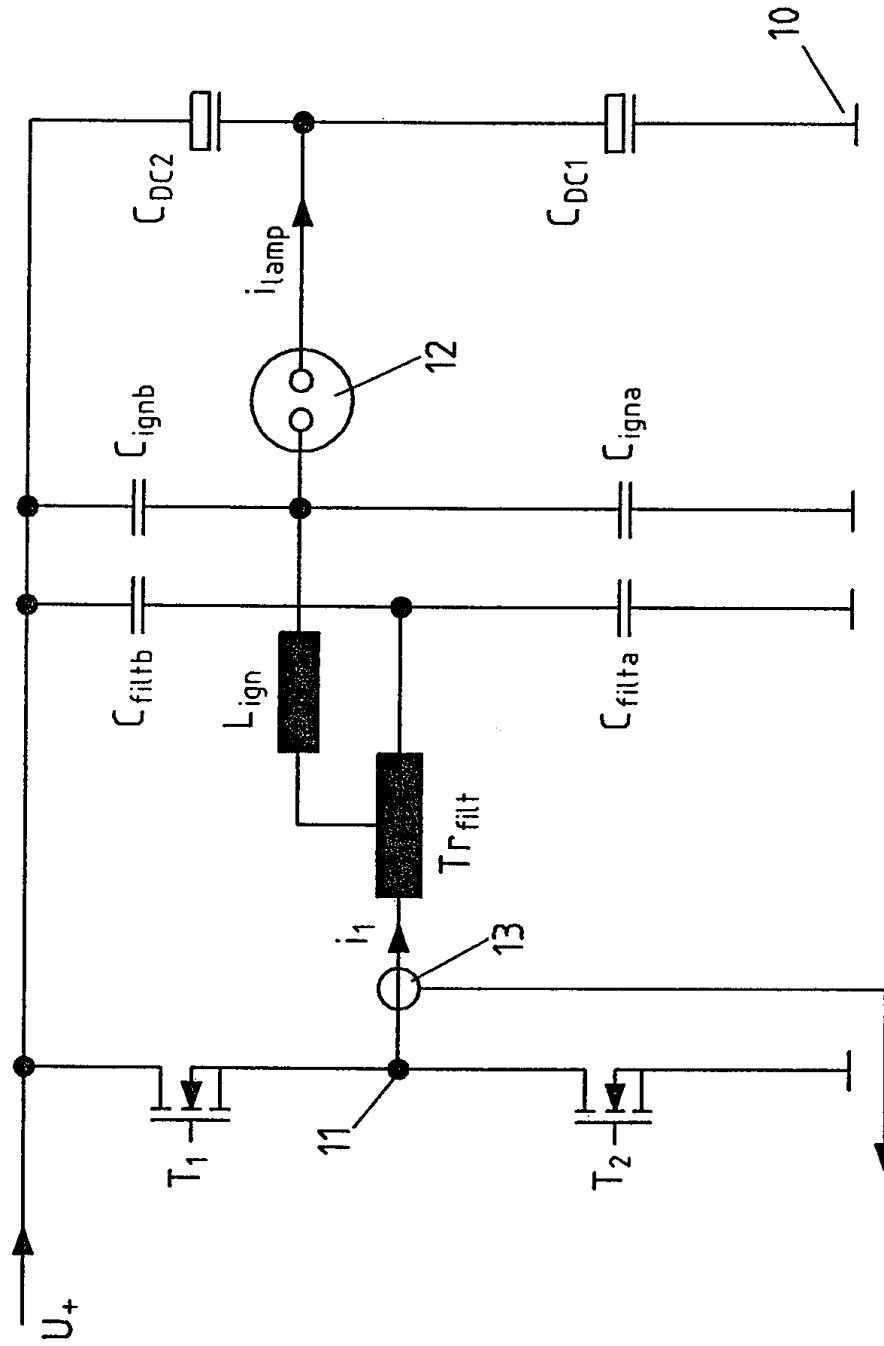 U+
T1
T2
11
13
i1
Trfilt
Lign
Cfiltb
Cfilta
Cignb
Cigna
12
ilamp
CDC2
CDC1
10